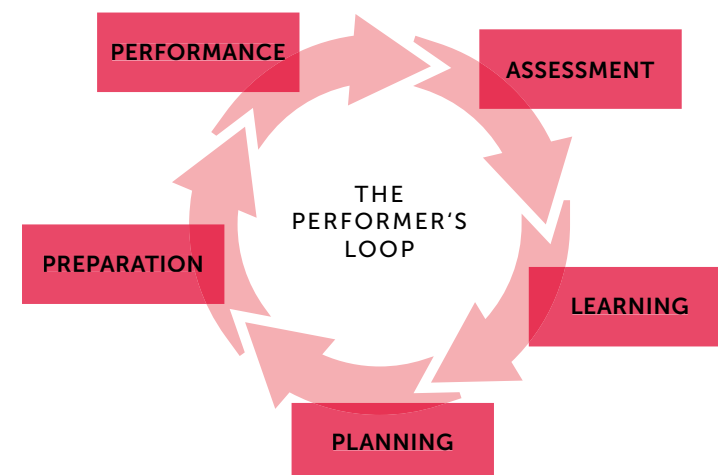 PERFORMANCE
ASSESSMENT
THE
PERFORMER‘S
LOOP
PREPARATION
LEARNING
PLANNING